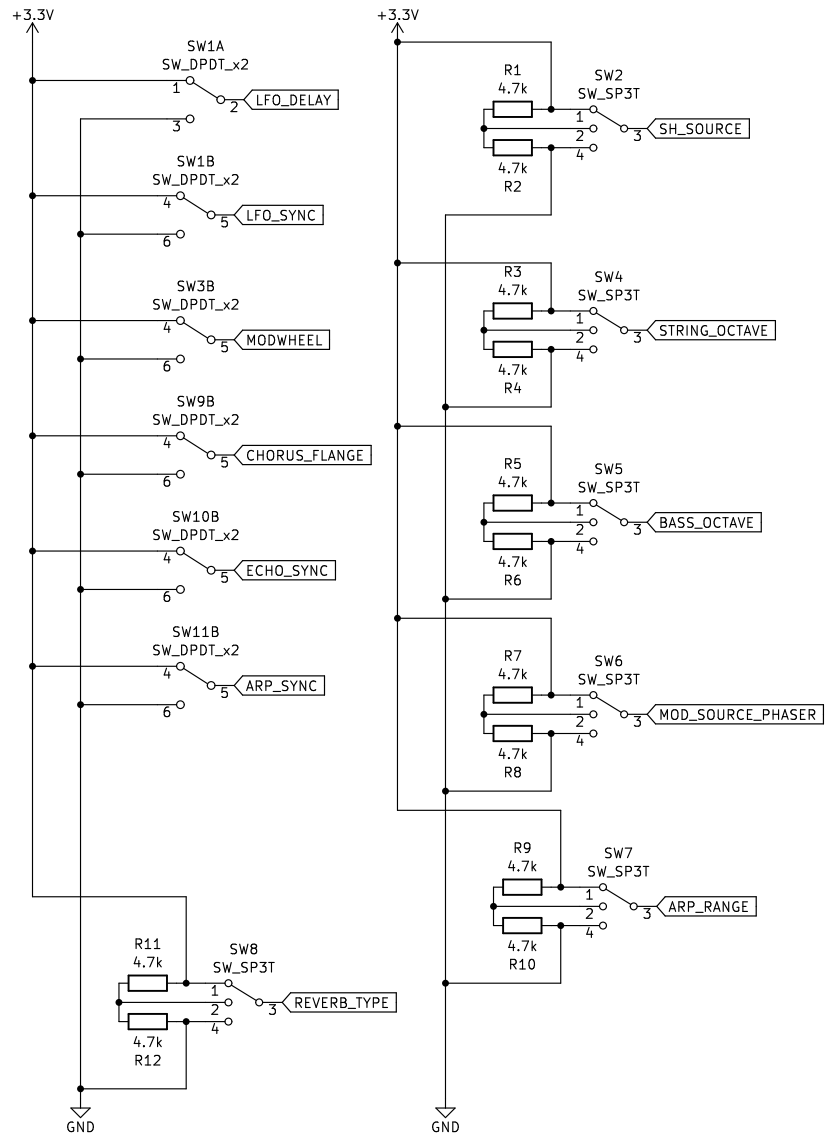 +3.3V
SW1A
SW_DPDT_x2
1
2
LFO_DELAY
3
SW1B
SW_DPDT_x2
4
5
LFO_SYNC
6
SW3B
SW_DPDT_x2
4
5
MODWHEEL
6
SW9B
SW_DPDT_x2
4
5
CHORUS_FLANGE
6
SW10B
SW_DPDT_x2
4
5
ECHO_SYNC
6
SW11B
SW_DPDT_x2
4
5
ARP_SYNC
6
R11
4.7k
SW8
SW_SP3T
1
2
3
REVERB_TYPE
4
4.7k
R12
GND
+3.3V
R1
4.7k
SW2
SW_SP3T
1
2
3
SH_SOURCE
4
4.7k
R2
R3
4.7k
SW4
SW_SP3T
1
2
3
STRING_OCTAVE
4
4.7k
R4
R5
4.7k
SW5
SW_SP3T
1
2
3
BASS_OCTAVE
4
4.7k
R6
R7
4.7k
SW6
SW_SP3T
1
2
3
MOD_SOURCE_PHASER
4
4.7k
R8
R9
4.7k
SW7
SW_SP3T
1
2
3
ARP_RANGE
4
4.7k
R10
GND